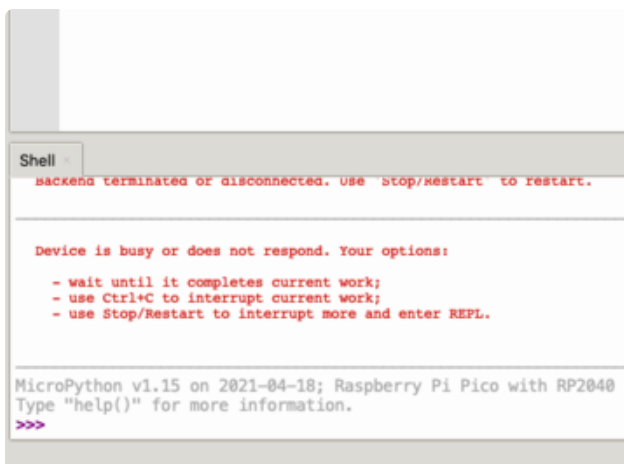 Shell
Backend terminated or disconnected. Use 'Stop/Restart' to restart.
Device is busy or does not respond. Your options:
- wait until it completes current work;
- use Ctrl+C to interrupt current work;
- use Stop/Restart to interrupt more and enter REPL.
MicroPython v1.15 on 2021-04-18; Raspberry Pi Pico with RP2040
Type "help()" for more information.
>>>